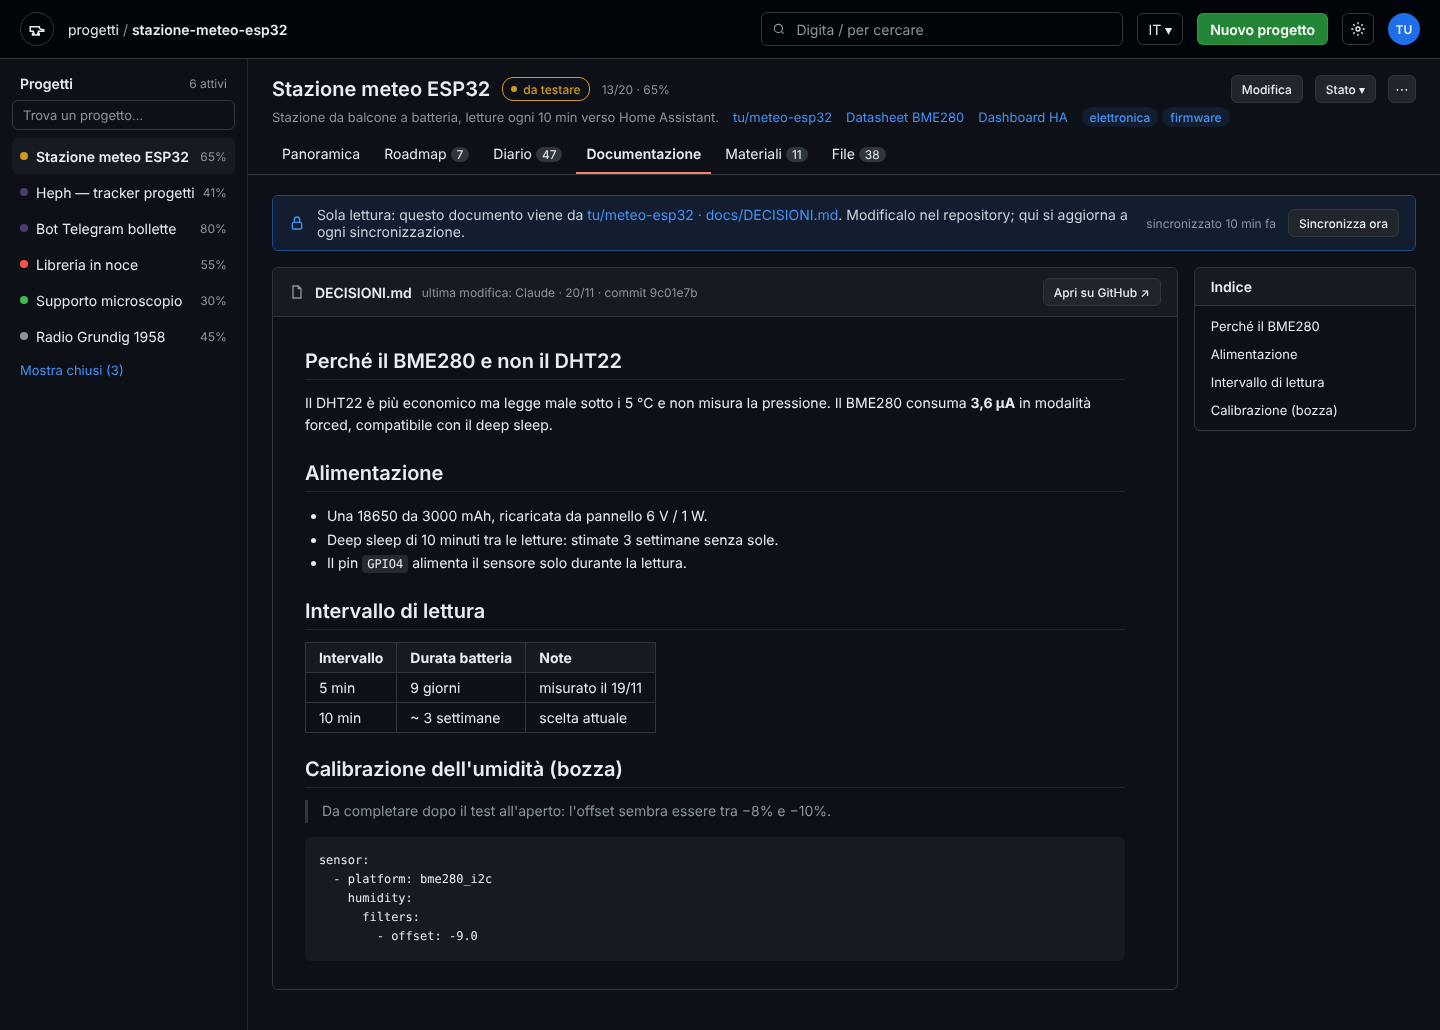 progetti / stazione-meteo-esp32
Digita / per cercare
IT ▾
Nuovo progetto
TU
Progetti
6 attivi
Trova un progetto...
Stazione meteo ESP32 65%
Heph — tracker progetti 41%
Bot Telegram bollette 80%
Libreria in noce 55%
Supporto microscopio 30%
Radio Grundig 1958 45%
Mostra chiusi (3)
Stazione meteo ESP32
da testare
13/20 · 65%
Modifica
Stato ▾
···
Stazione da balcone a batteria, letture ogni 10 min verso Home Assistant.
tu/meteo-esp32
Datasheet BME280
Dashboard HA
elettronica
firmware
Panoramica
Roadmap 7
Diario 47
Documentazione
Materiali 11
File 38
Sola lettura: questo documento viene da tu/meteo-esp32 · docs/DECISIONI.md. Modificalo nel repository; qui si aggiorna a
ogni sincronizzazione.
sincronizzato 10 min fa
Sincronizza ora
DECISIONI.md
ultima modifica: Claude · 20/11 · commit 9c01e7b
Apri su GitHub ↗
Perché il BME280 e non il DHT22
Il DHT22 è più economico ma legge male sotto i 5 °C e non misura la pressione. Il BME280 consuma 3,6 µA in modalità
forced, compatibile con il deep sleep.
Alimentazione
• Una 18650 da 3000 mAh, ricaricata da pannello 6 V / 1 W.
• Deep sleep di 10 minuti tra le letture: stimate 3 settimane senza sole.
• Il pin GPIO4 alimenta il sensore solo durante la lettura.
Intervallo di lettura
Intervallo Durata batteria Note
5 min 9 giorni misurato il 19/11
10 min ~ 3 settimane scelta attuale
Calibrazione dell'umidità (bozza)
Da completare dopo il test all'aperto: l'offset sembra essere tra −8% e −10%.
sensor:
  - platform: bme280_i2c
    humidity:
      filters:
        - offset: -9.0
Indice
Perché il BME280
Alimentazione
Intervallo di lettura
Calibrazione (bozza)